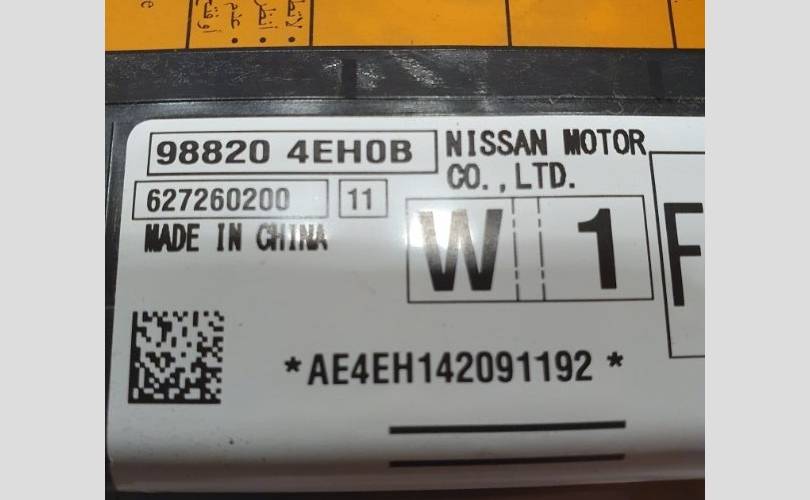 98820 4EH0B
NISSAN MOTOR
CO.,LTD.
627260200
11
MADE IN CHINA
W 1
F
*AE4EH142091192*